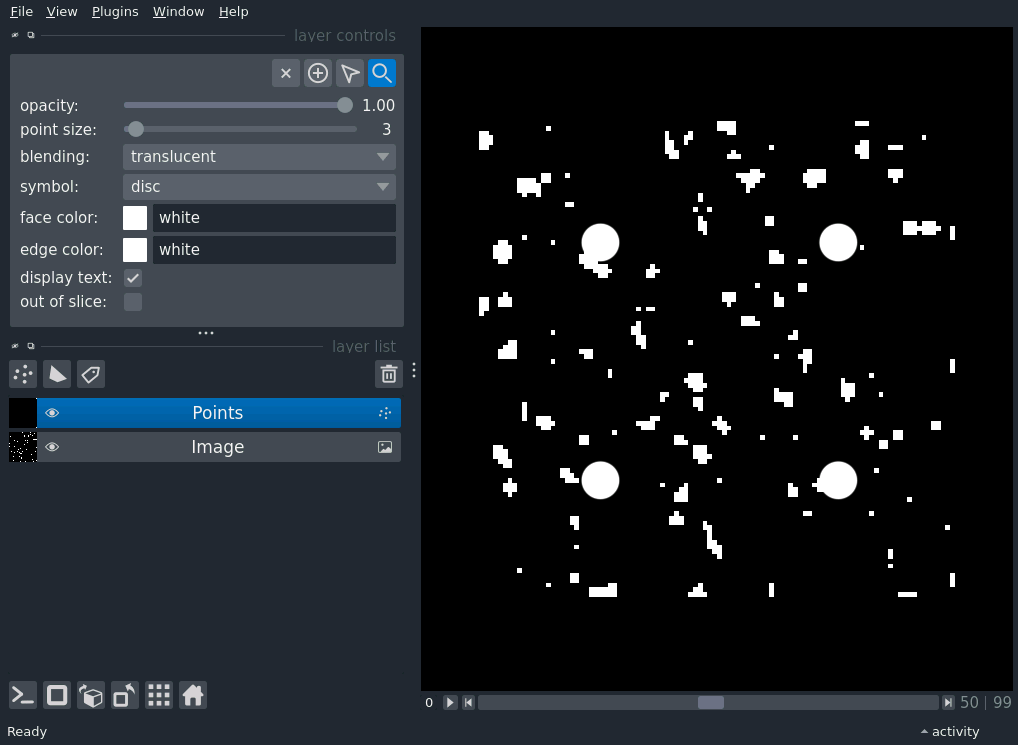 File View Plugins Window Help
layer controls
opacity: 1.00
point size: 3
blending: translucent
symbol: disc
face color: white
edge color: white
display text:
out of slice:
layer list
Points
Image
0 50 | 99
Ready activity